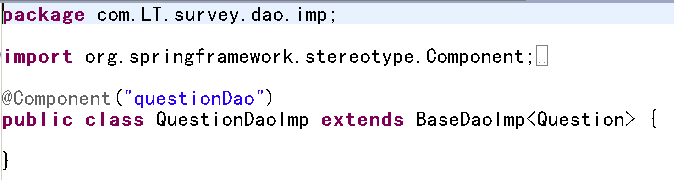 package com.LT.survey.dao.imp;
import org.springframework.stereotype.Component;
@Component("questionDao")
public class QuestionDaoImp extends BaseDaoImp<Question> {
}